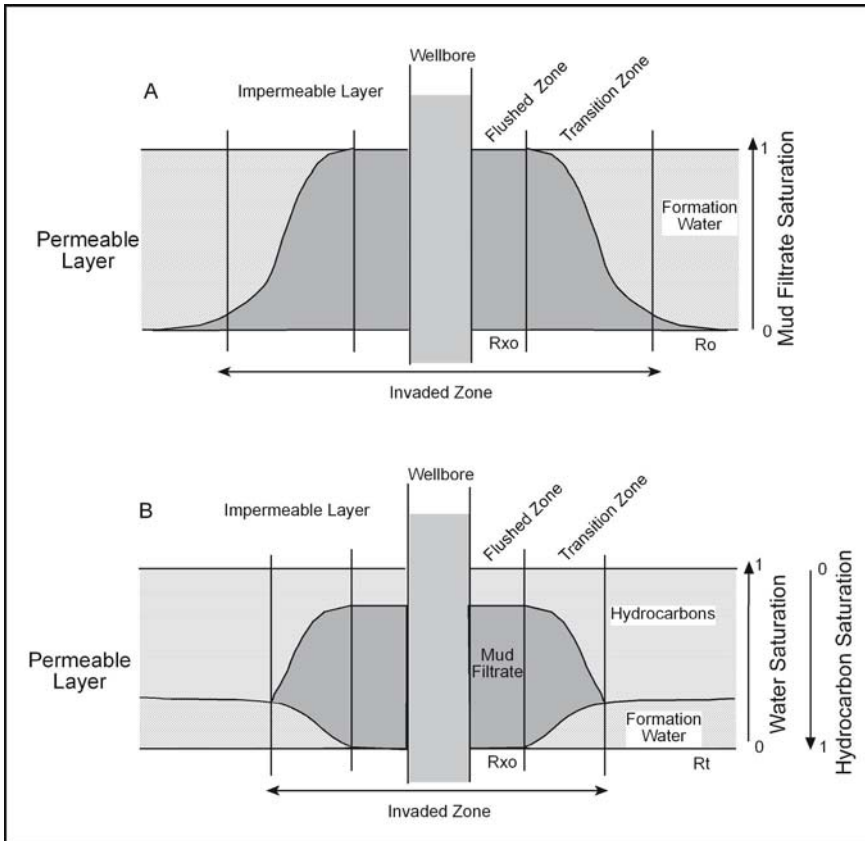 Wellbore
A
Impermeable Layer
Flushed Zone
Transition Zone
1
Formation
Water
Permeable
Layer
Mud Filtrate Saturation
0
Rxo
Ro
Invaded Zone
Wellbore
B
Impermeable Layer
Flushed Zone
Transition Zone
1
0
Hydrocarbons
Mud
Filtrate
Permeable
Layer
Water Saturation
Hydrocarbon Saturation
Formation
Water
0
1
Rxo
Rt
Invaded Zone